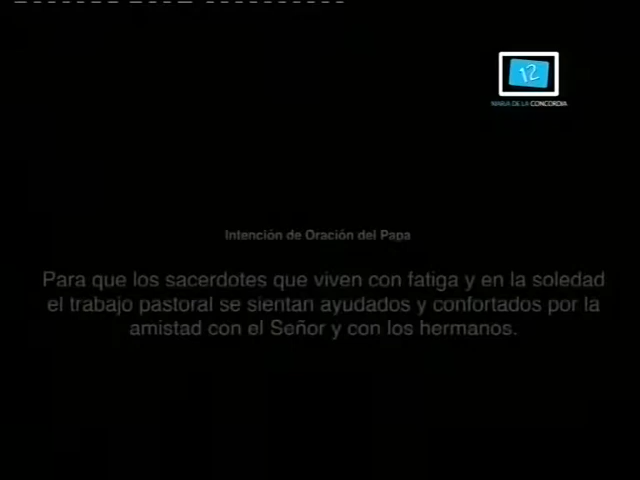 12
MARIA DE LA CONCORDIA
Intención de Oración del Papa
Para que los sacerdotes que viven con fatiga y en la soledad
el trabajo pastoral se sientan ayudados y confortados por la
amistad con el Señor y con los hermanos.